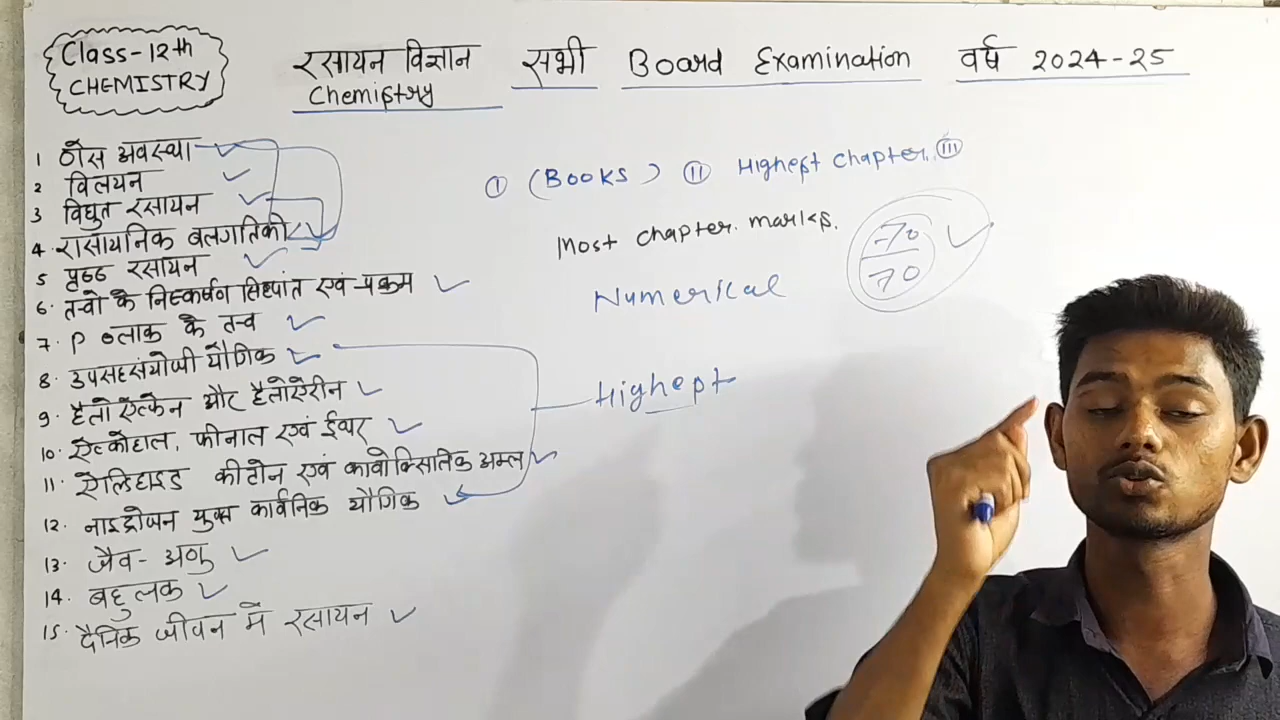 Class-12th
CHEMISTRY
रसायन विज्ञान सभी Board Examination वर्ष 2024-25
Chemistry
1 ठोस अवस्था
2 विलयन
3 विद्युत रसायन
4. रासायनिक बलगतिकी
5 पृष्ठ रसायन
6. तत्वो के निष्कर्षण सिध्दांत एवं प्रक्रम
7. P ब्लाक के तत्व
8. उपसहसंयोजी यौगिक
9. हैलोऐल्केन और हैलोऐरीन
10. ऐल्कोहाल, फीनाल एवं ईथर
11. ऐल्डिहाइड कीटोन एवं कार्बोक्सिलिक अम्ल
12. नाइट्रोजन युक्त कार्बनिक यौगिक
13. जैव-अणु
14. बहुलक
15. दैनिक जीवन में रसायन
① (Books) ② Highest Chapter. ③
Most chapter marks.
70
70
Numerical
Highest